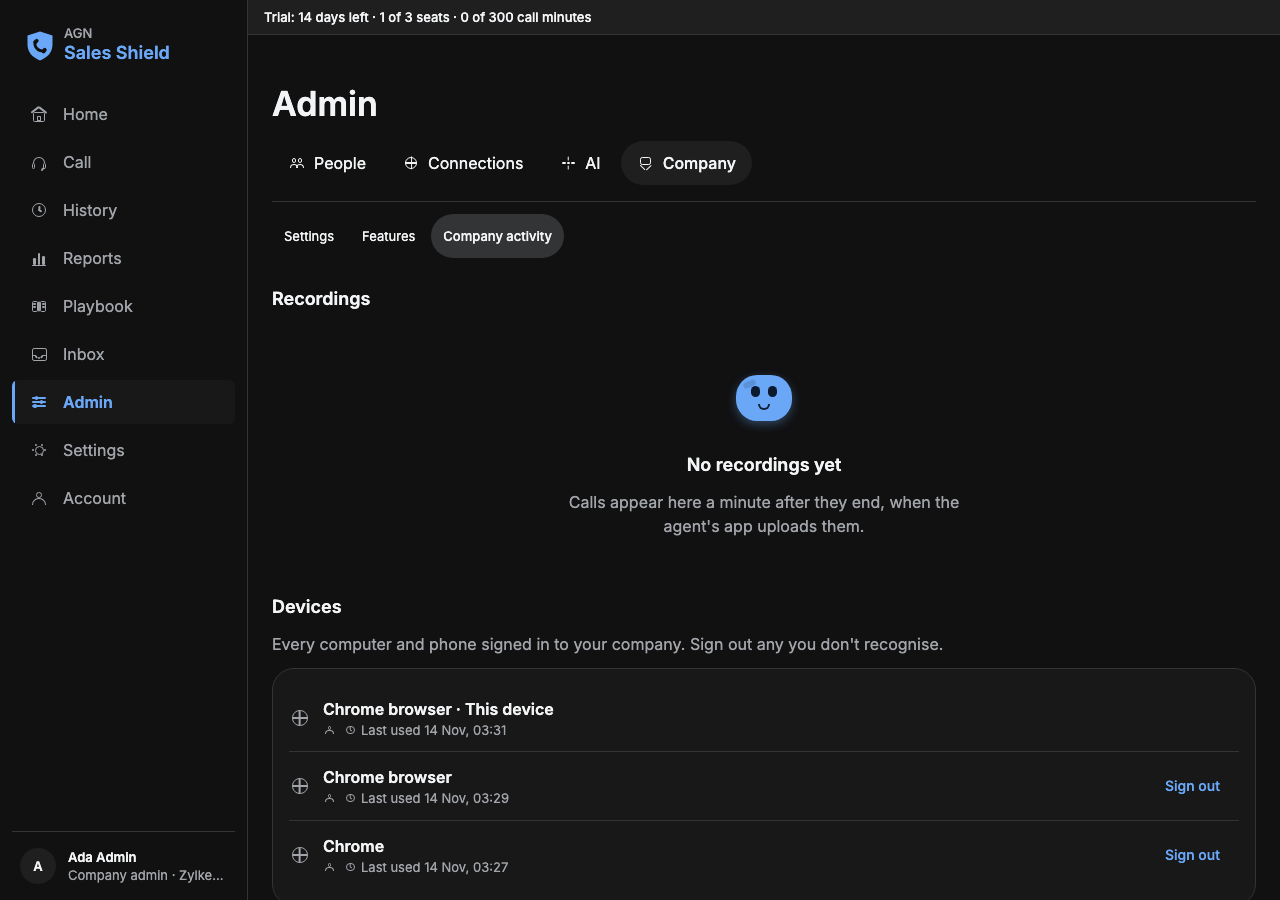 Trial: 14 days left · 1 of 3 seats · 0 of 300 call minutes
AGN
Sales Shield
Home
Call
History
Reports
Playbook
Inbox
Admin
Settings
Account
A
Ada Admin
Company admin · Zylke...
Admin
People
Connections
AI
Company
Settings
Features
Company activity
Recordings
No recordings yet
Calls appear here a minute after they end, when the
agent's app uploads them.
Devices
Every computer and phone signed in to your company. Sign out any you don't recognise.
Chrome browser · This device
Last used 14 Nov, 03:31
Chrome browser
Last used 14 Nov, 03:29
Sign out
Chrome
Last used 14 Nov, 03:27
Sign out